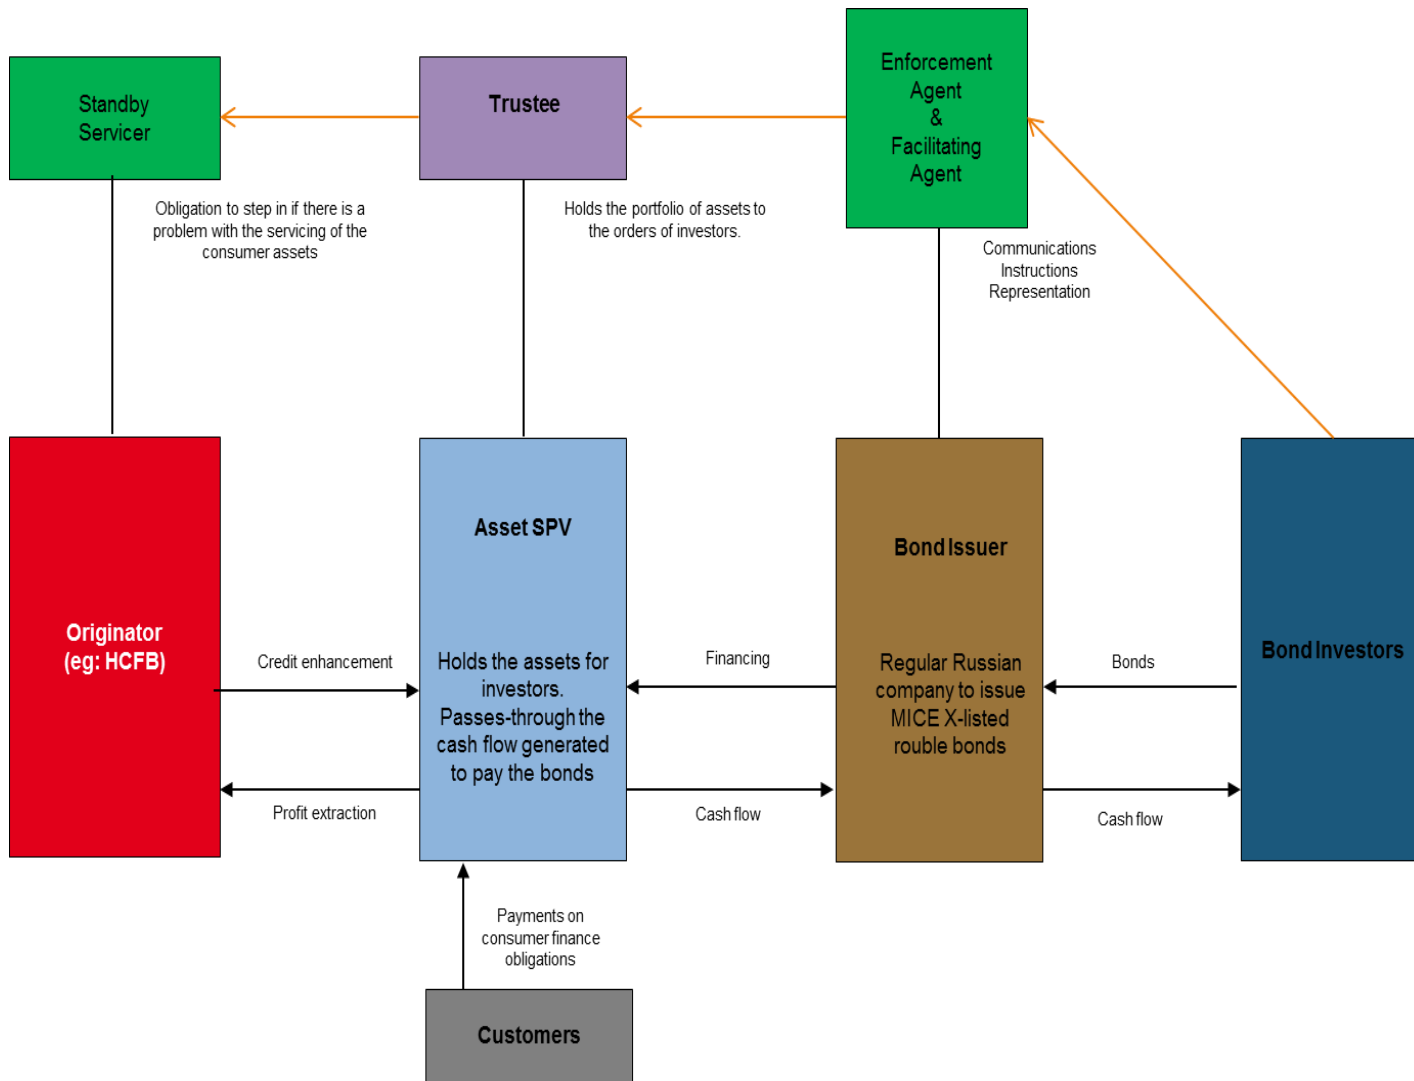 Standby
Servicer
Trustee
Enforcement
Agent
&
Facilitating
Agent
Obligation to step in if there is a
problem with the servicing of the
consumer assets
Holds the portfolio of assets to
the orders of investors.
Communications
Instructions
Representation
Originator
(eg: HCFB)
Credit enhancement
Profit extraction
Asset SPV
Holds the assets for
investors.
Passes-through the
cash flow generated
to pay the bonds
Financing
Cash flow
Bond Issuer
Regular Russian
company to issue
MICE X-listed
rouble bonds
Bonds
Cash flow
Bond Investors
Payments on
consumer finance
obligations
Customers